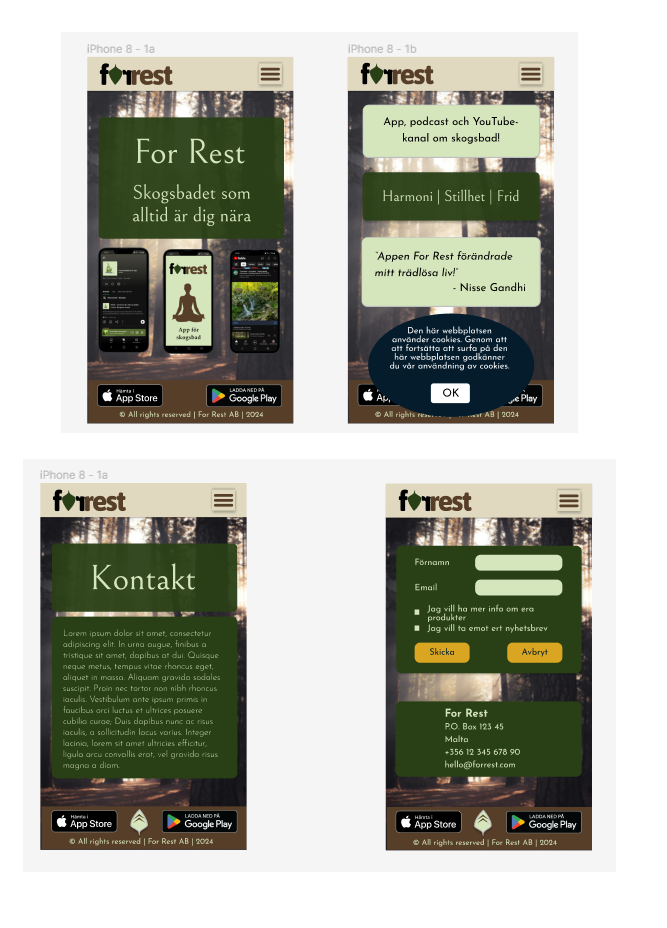 iPhone 8 - 1a
iPhone 8 - 1b
forrest
forrest
For Rest
Skogsbadet som
alltid är dig nära
forrest
App för
skogsbad
Hämta i
App Store
LADDA NED PÅ
Google Play
© All rights reserved | For Rest AB | 2024
App, podcast och YouTube-
kanal om skogsbad!
Harmoni | Stillhet | Frid
"Appen For Rest förändrade
mitt trädlösa liv!"
- Nisse Gandhi
Den här webbplatsen
använder cookies. Genom att
att fortsätta att surfa på den
här webbplatsen godkänner
du vår användning av cookies.
OK
iPhone 8 - 1a
forrest
Kontakt
Lorem ipsum dolor sit amet, consectetur
adipiscing elit. In urna augue, finibus a
tristique sit amet, dapibus at dui. Quisque
neque metus, tempus vitae rhoncus eget,
aliquet in massa. Aliquam gravida sodales
suscipit. Proin nec tortor non nibh rhoncus
iaculis. Vestibulum ante ipsum primis in
faucibus orci luctus et ultrices posuere
cubilia curae; Duis dapibus nunc ac risus
iaculis, a sollicitudin lacus varius. Integer
lacinia, lorem sit amet ultricies efficitur,
ligula arcu convallis erat, vel gravida risus
magna a diam.
Hämta i
App Store
LADDA NED PÅ
Google Play
© All rights reserved | For Rest AB | 2024
forrest
Förnamn
Email
Jag vill ha mer info om era
produkter
Jag vill ta emot ert nyhetsbrev
Skicka
Avbryt
For Rest
P.O. Box 123 45
Malta
+356 12 345 678 90
hello@forrest.com
Hämta i
App Store
LADDA NED PÅ
Google Play
© All rights reserved | For Rest AB | 2024